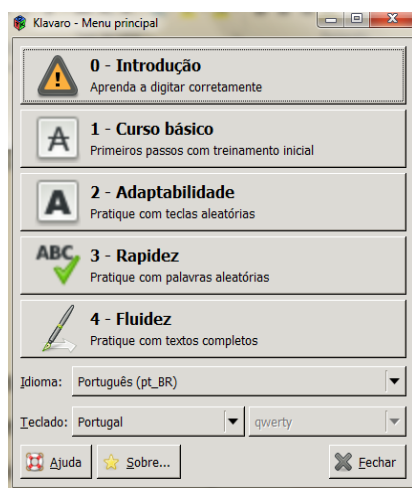 Klavaro - Menu principal
0 - Introdução
Aprenda a digitar corretamente
A
1 - Curso básico
Primeiros passos com treinamento inicial
A
2 - Adaptabilidade
Pratique com teclas aleatórias
ABC
3 - Rapidez
Pratique com palavras aleatórias
4 - Fluidez
Pratique com textos completos
Idioma: Português (pt_BR)
Teclado: Portugal qwerty
Ajuda Sobre... Fechar